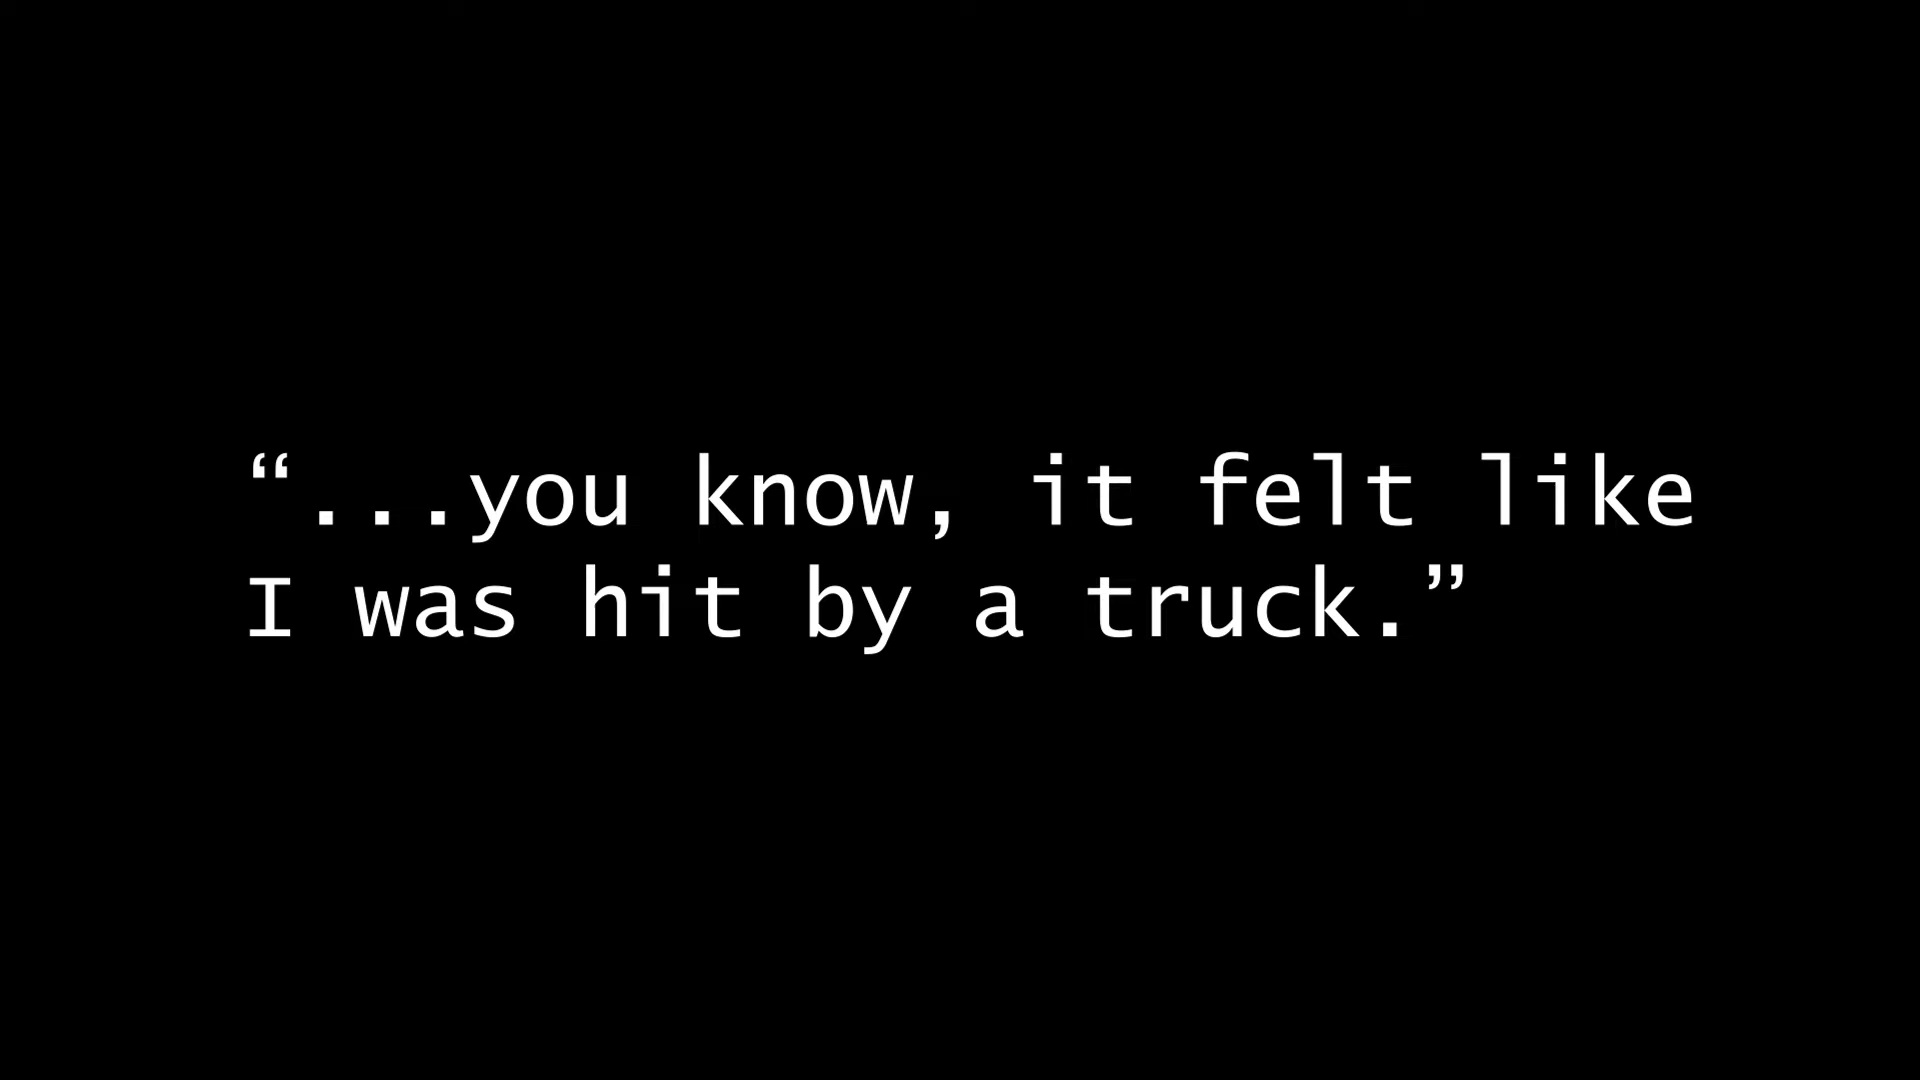 “...you know, it felt like
I was hit by a truck.”